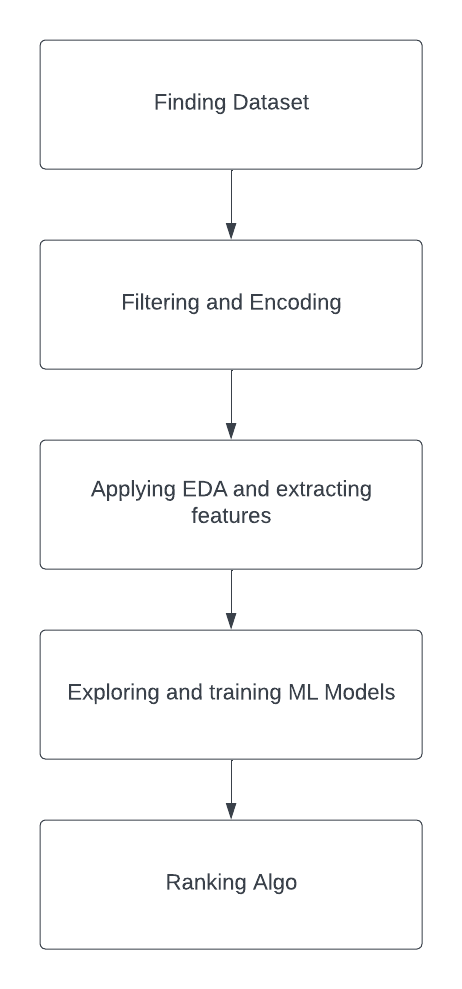 Finding Dataset
Filtering and Encoding
Applying EDA and extracting
features
Exploring and training ML Models
Ranking Algo